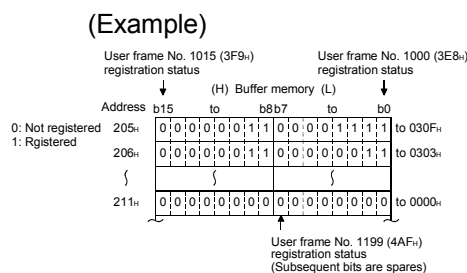 (Example)
User frame No. 1015 (3F9H) registration status
User frame No. 1000 (3E8H) registration status
(H) Buffer memory (L)
Address b15 to b8 b7 to b0
0: Not registered
1: Rgistered
205H 0 0 0 0 0 0 1 1 0 0 0 0 1 1 1 1 to 030FH
206H 0 0 0 0 0 0 1 1 0 0 0 0 0 0 1 1 to 0303H
211H 0 0 0 0 0 0 0 0 0 0 0 0 0 0 0 0 to 0000H
User frame No. 1199 (4AFH)
registration status
(Subsequent bits are spares)